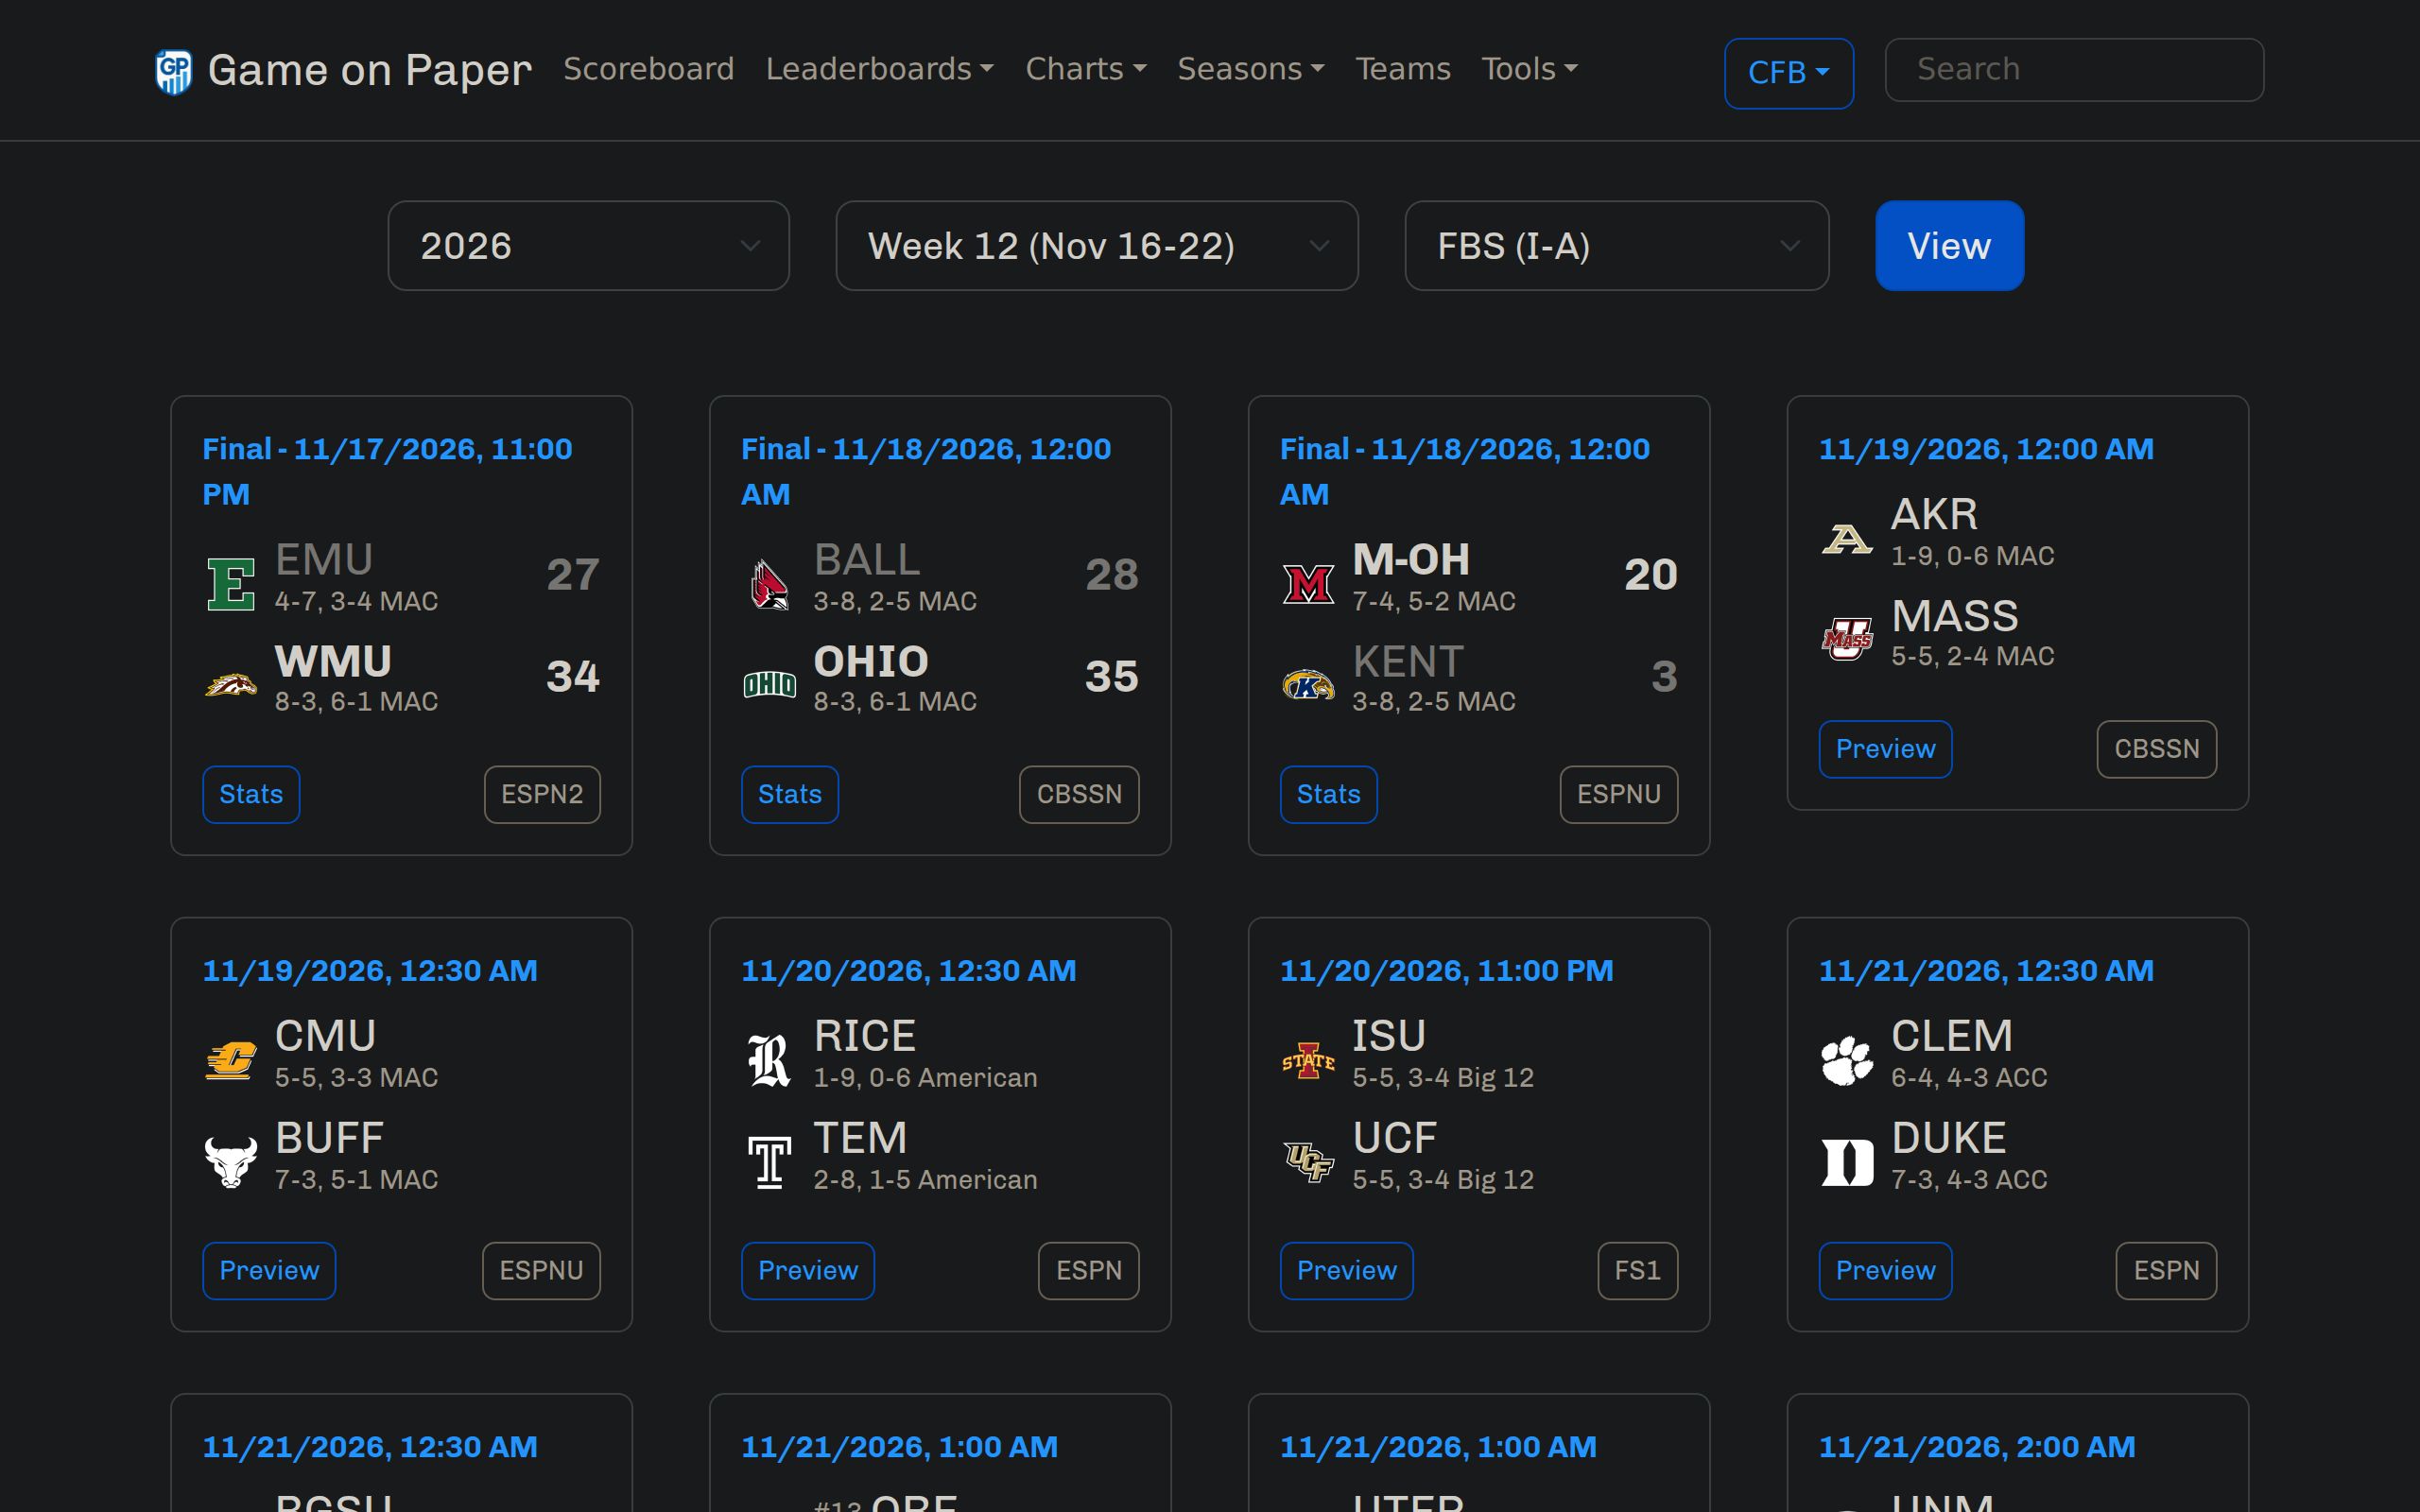 GP Game on Paper Scoreboard Leaderboards Charts Seasons Teams Tools CFB Search
2026 Week 12 (Nov 16-22) FBS (I-A) View
Final - 11/17/2026, 11:00
PM
EMU 27
4-7, 3-4 MAC
WMU 34
8-3, 6-1 MAC
Stats ESPN2
Final - 11/18/2026, 12:00
AM
BALL 28
3-8, 2-5 MAC
OHIO OHIO 35
8-3, 6-1 MAC
Stats CBSSN
Final - 11/18/2026, 12:00
AM
M-OH 20
7-4, 5-2 MAC
KENT 3
3-8, 2-5 MAC
Stats ESPNU
11/19/2026, 12:00 AM
AKR
1-9, 0-6 MAC
MASS MASS
5-5, 2-4 MAC
Preview CBSSN
11/19/2026, 12:30 AM
CMU
5-5, 3-3 MAC
BUFF
7-3, 5-1 MAC
Preview ESPNU
11/20/2026, 12:30 AM
RICE
1-9, 0-6 American
TEM
2-8, 1-5 American
Preview ESPN
11/20/2026, 11:00 PM
STATE ISU
5-5, 3-4 Big 12
UCF UCF
5-5, 3-4 Big 12
Preview FS1
11/21/2026, 12:30 AM
CLEM
6-4, 4-3 ACC
DUKE
7-3, 4-3 ACC
Preview ESPN
11/21/2026, 12:30 AM
BGSU
11/21/2026, 1:00 AM
#13 ORE
11/21/2026, 1:00 AM
UTEP
11/21/2026, 2:00 AM
UNM